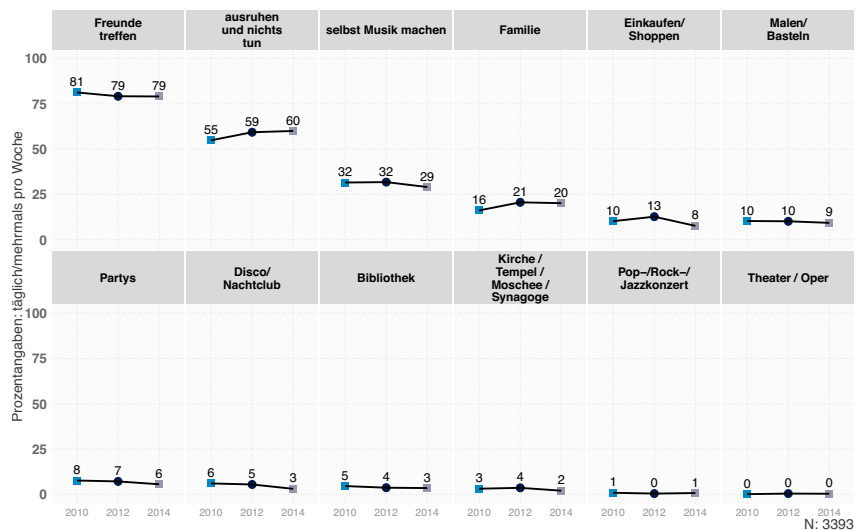 Freunde
treffen
ausruhen
und nichts
tun
selbst Musik machen
Familie
Einkaufen/
Shoppen
Malen/
Basteln
Prozentangaben: täglich/mehrmals pro Woche
100
75
50
25
0
81 79 79
55 59 60
32 32 29
16 21 20
10 13 8
10 10 9
Partys
Disco/
Nachtclub
Bibliothek
Kirche /
Tempel /
Moschee /
Synagoge
Pop–/Rock–/
Jazzkonzert
Theater / Oper
100
75
50
25
0
8 7 6
6 5 3
5 4 3
3 4 2
1 0 1
0 0 0
2010 2012 2014
2010 2012 2014
2010 2012 2014
2010 2012 2014
2010 2012 2014
2010 2012 2014
N: 3393